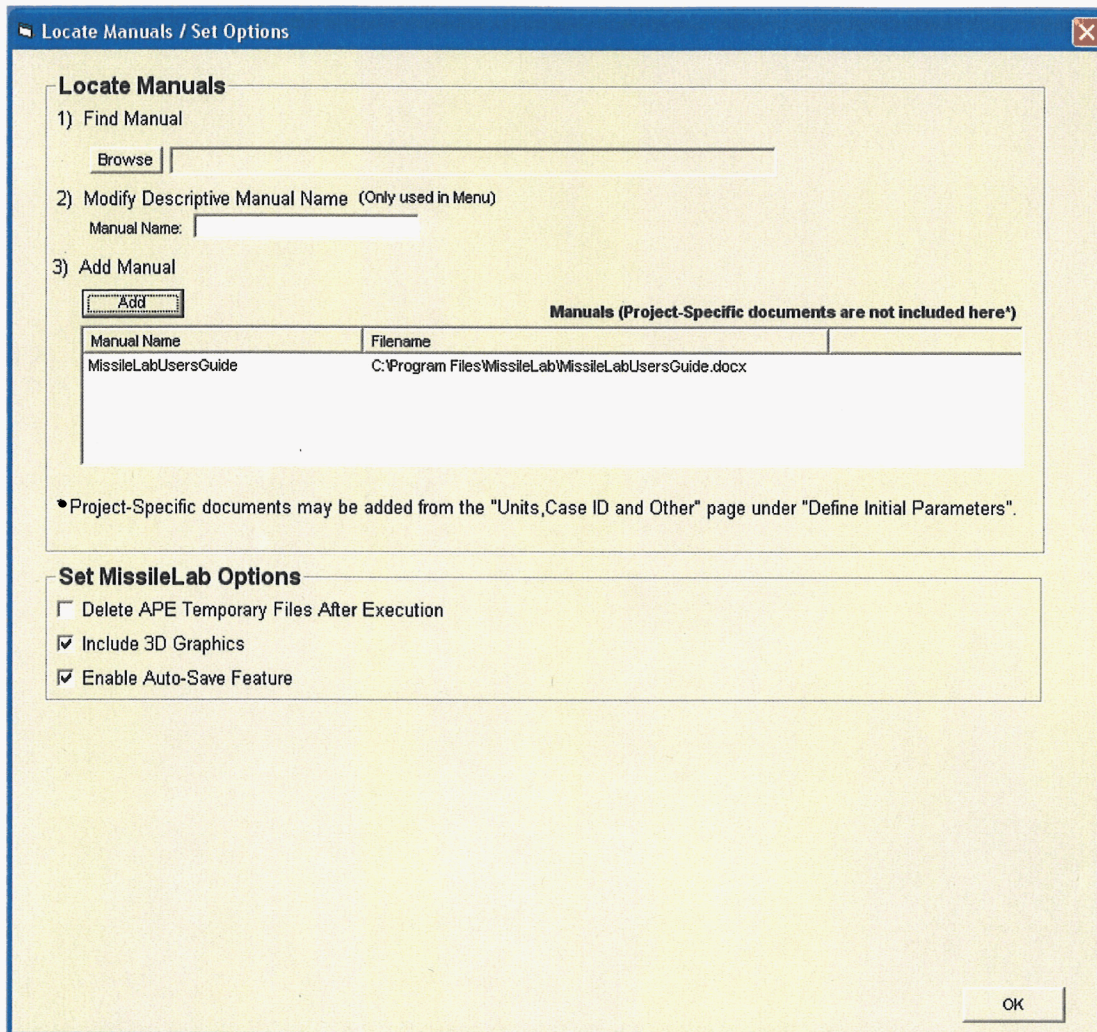 Locate Manuals / Set Options
Locate Manuals
1) Find Manual
Browse
2) Modify Descriptive Manual Name (Only used in Menu)
Manual Name:
3) Add Manual
Add
Manuals (Project-Specific documents are not included here*)
Manual Name Filename
MissileLabUsersGuide C:\Program Files\MissileLab\MissileLabUsersGuide.docx
*Project-Specific documents may be added from the "Units,Case ID and Other" page under "Define Initial Parameters".
Set MissileLab Options
Delete APE Temporary Files After Execution
Include 3D Graphics
Enable Auto-Save Feature
OK